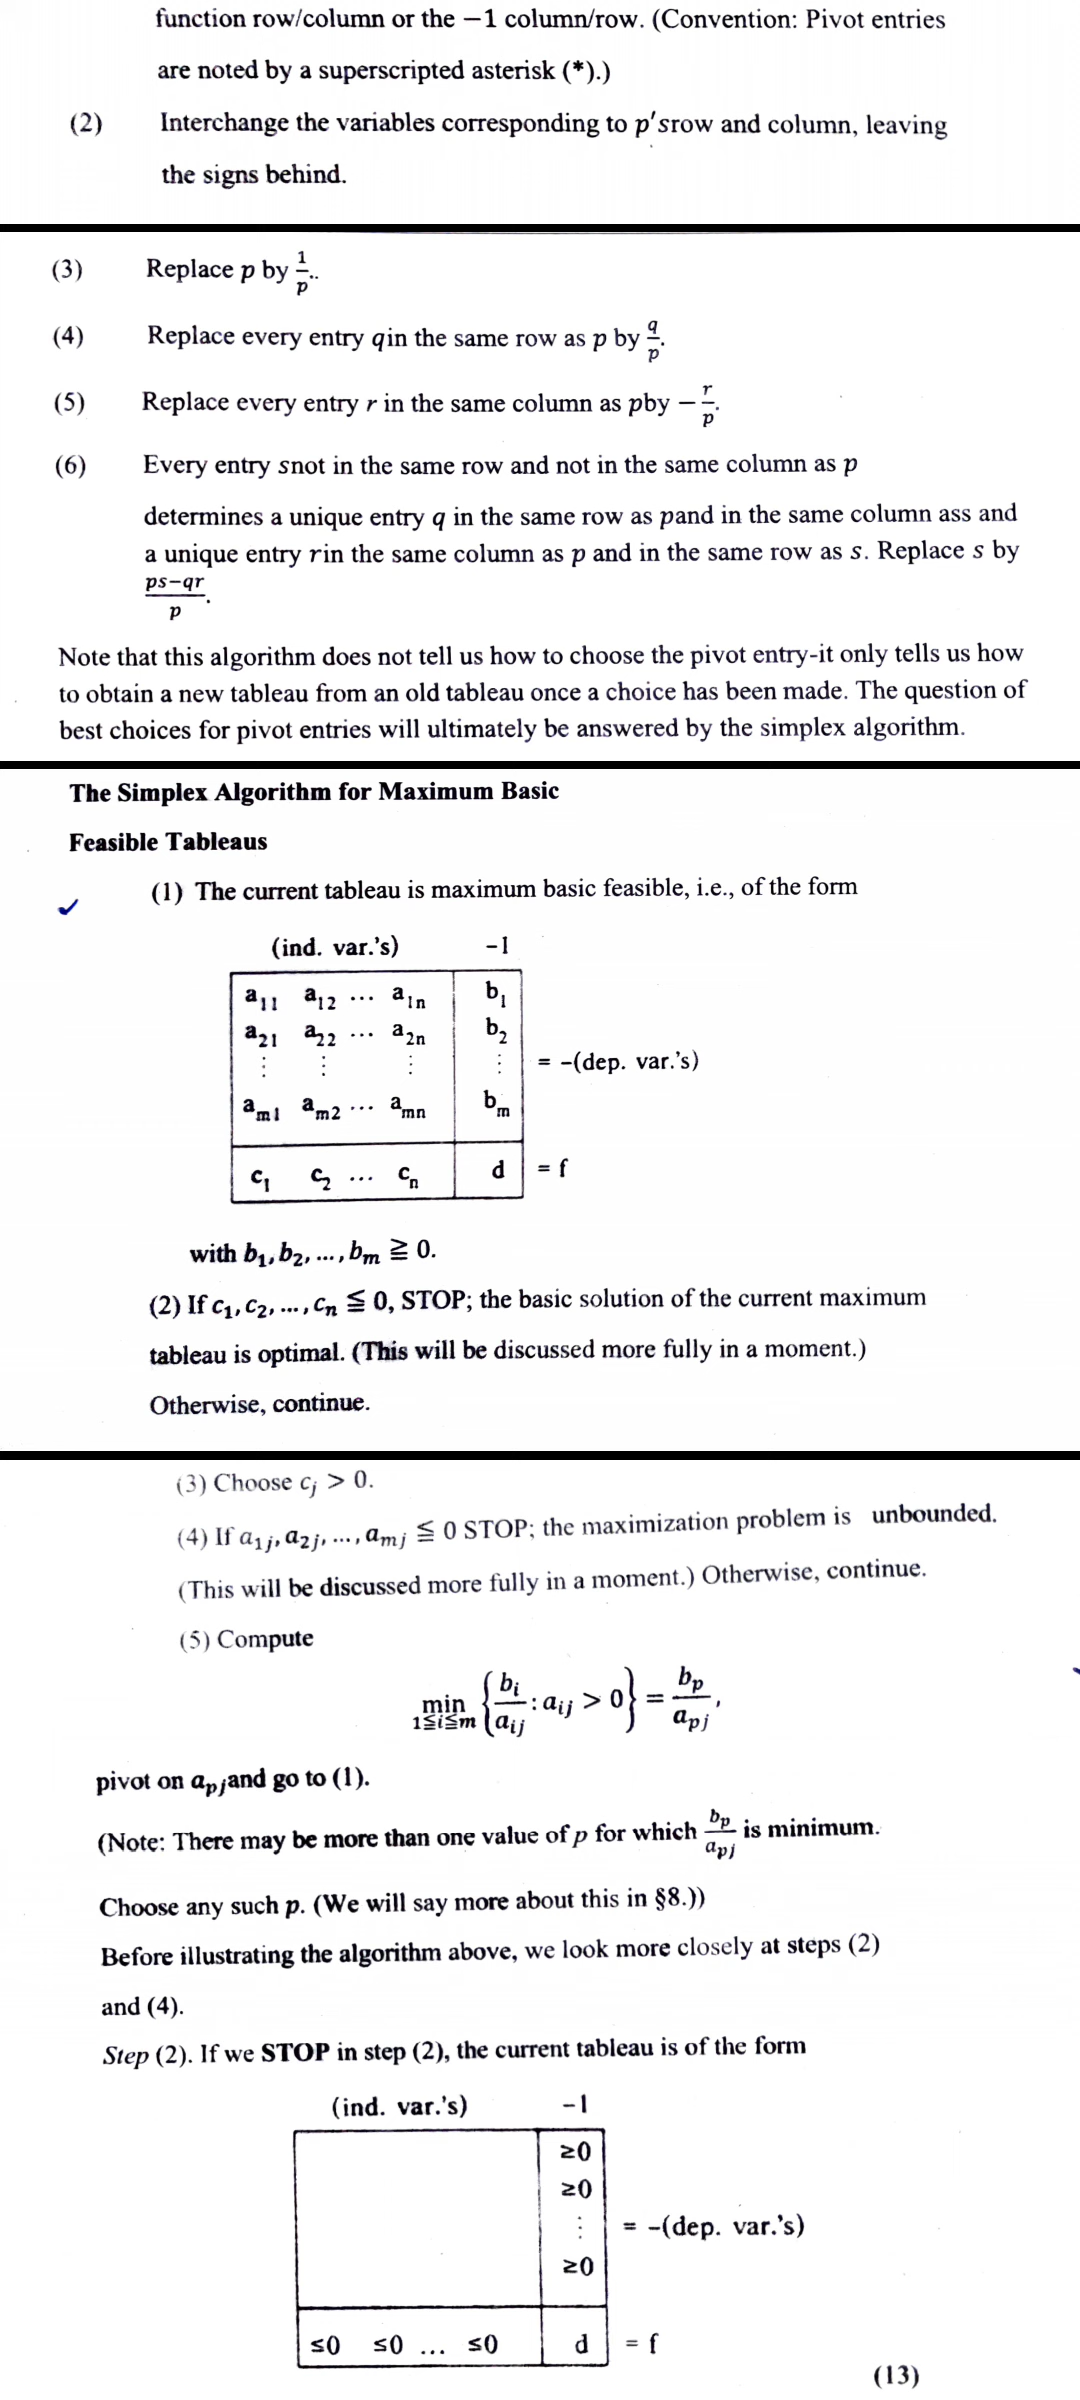 function row/column or the −1 column/row. (Convention: Pivot entries
are noted by a superscripted asterisk (*).)
(2) Interchange the variables corresponding to p′srow and column, leaving
the signs behind.
(3) Replace p by 1/p..
(4) Replace every entry qin the same row as p by q/p.
(5) Replace every entry r in the same column as pby − r/p.
(6) Every entry snot in the same row and not in the same column as p
determines a unique entry q in the same row as pand in the same column ass and
a unique entry rin the same column as p and in the same row as s. Replace s by
(ps−qr)/p.
Note that this algorithm does not tell us how to choose the pivot entry-it only tells us how
to obtain a new tableau from an old tableau once a choice has been made. The question of
best choices for pivot entries will ultimately be answered by the simplex algorithm.
The Simplex Algorithm for Maximum Basic
Feasible Tableaus
(1) The current tableau is maximum basic feasible, i.e., of the form
(ind. var.'s) -1
a11 a12 ... a1n b1
a21 a22 ... a2n b2
⋮ ⋮ ⋮ ⋮ = -(dep. var.'s)
am1 am2 ... amn bm
c1 c2 ... cn d = f
with b1, b2, ..., bm ≧ 0.
(2) If c1, c2, ..., cn ≦ 0, STOP; the basic solution of the current maximum
tableau is optimal. (This will be discussed more fully in a moment.)
Otherwise, continue.
(3) Choose cj > 0.
(4) If a1j, a2j, ..., amj ≦ 0 STOP; the maximization problem is unbounded.
(This will be discussed more fully in a moment.) Otherwise, continue.
(5) Compute
min 1≦i≦m {bi/aij : aij > 0} = bp/apj,
pivot on apjand go to (1).
(Note: There may be more than one value of p for which bp/apj is minimum.
Choose any such p. (We will say more about this in §8.))
Before illustrating the algorithm above, we look more closely at steps (2)
and (4).
Step (2). If we STOP in step (2), the current tableau is of the form
(ind. var.'s) -1
≥0
≥0
⋮ = -(dep. var.'s)
≥0
≤0 ≤0 ... ≤0 d = f
(13)